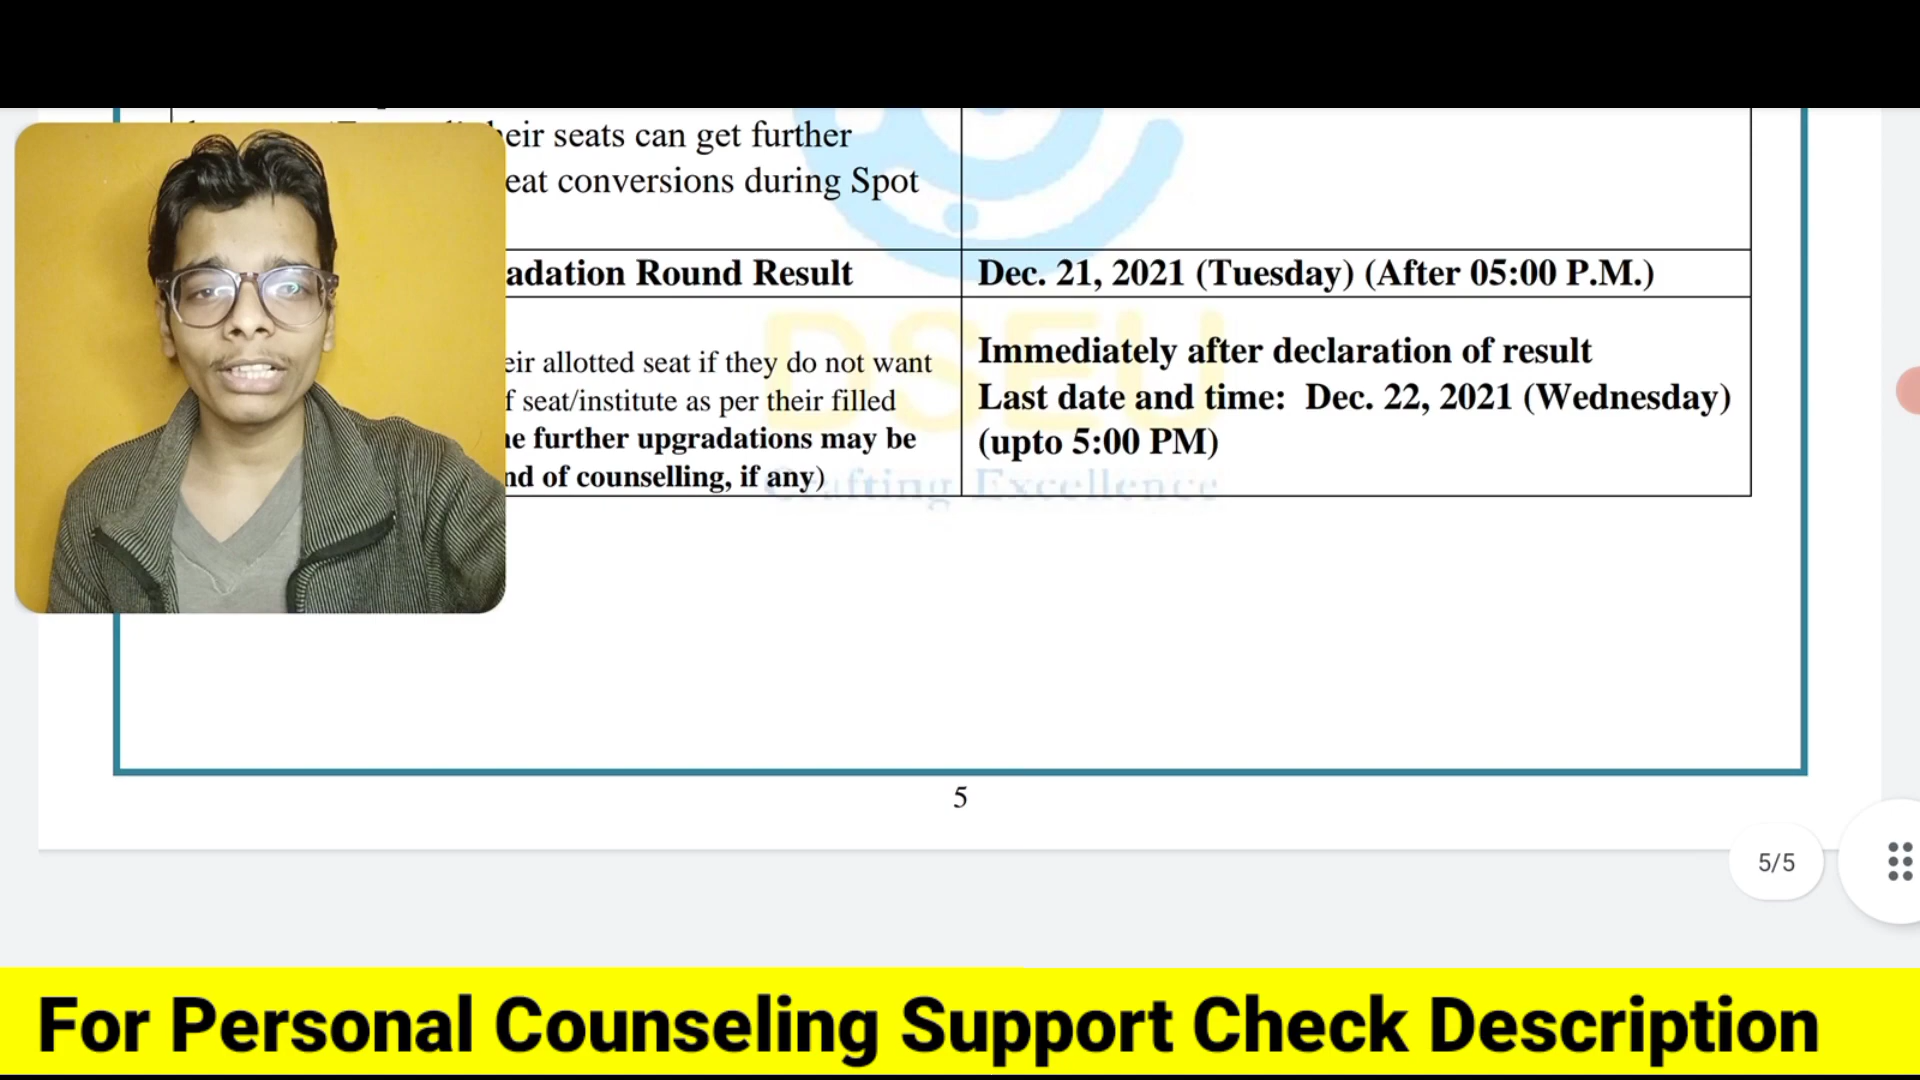 eir seats can get further
eat conversions during Spot
adation Round Result
Dec. 21, 2021 (Tuesday) (After 05:00 P.M.)
eir allotted seat if they do not want
f seat/institute as per their filled
e further upgradations may be
nd of counselling, if any)
Immediately after declaration of result
Last date and time: Dec. 22, 2021 (Wednesday)
(upto 5:00 PM)
DSEU
Crafting Excellence
5
5/5
For Personal Counseling Support Check Description